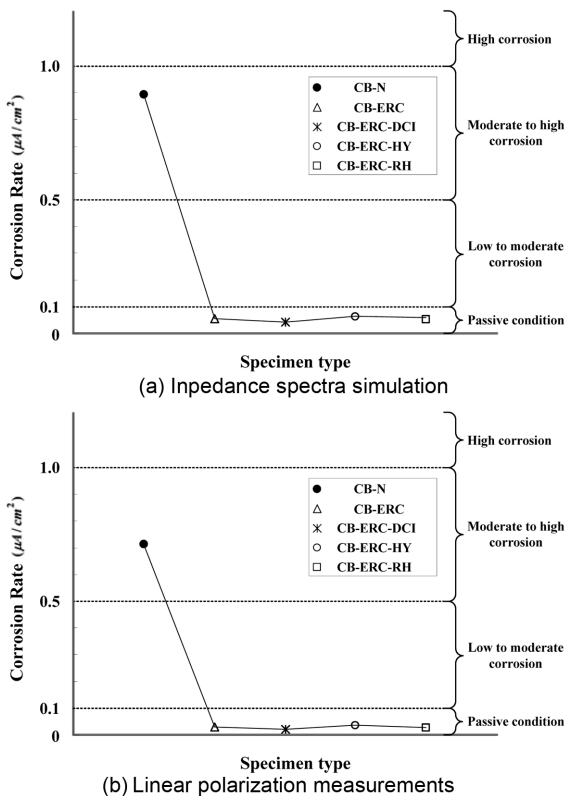 High corrosion
1.0
CB-N
CB-ERC
CB-ERC-DCI
CB-ERC-HY
CB-ERC-RH
Moderate to high
corrosion
Corrosion Rate (μA/cm²)
0.5
Low to moderate
corrosion
0.1
Passive condition
0
Specimen type
(a) Inpedance spectra simulation
High corrosion
1.0
CB-N
CB-ERC
CB-ERC-DCI
CB-ERC-HY
CB-ERC-RH
Moderate to high
corrosion
Corrosion Rate (μA/cm²)
0.5
Low to moderate
corrosion
0.1
Passive condition
0
Specimen type
(b) Linear polarization measurements